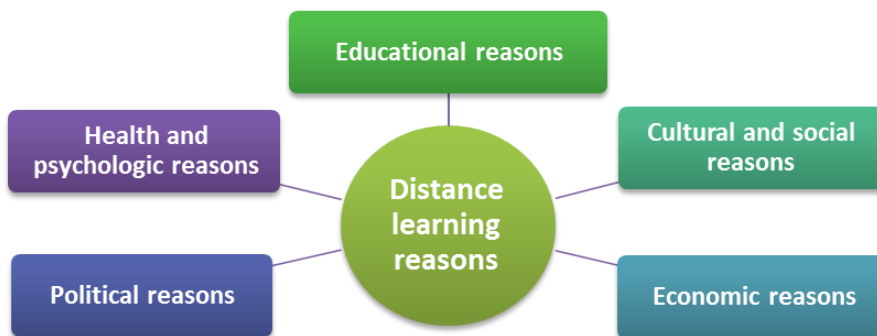 Educational reasons
Health and
psychologic reasons
Cultural and social
reasons
Distance
learning
reasons
Political reasons
Economic reasons